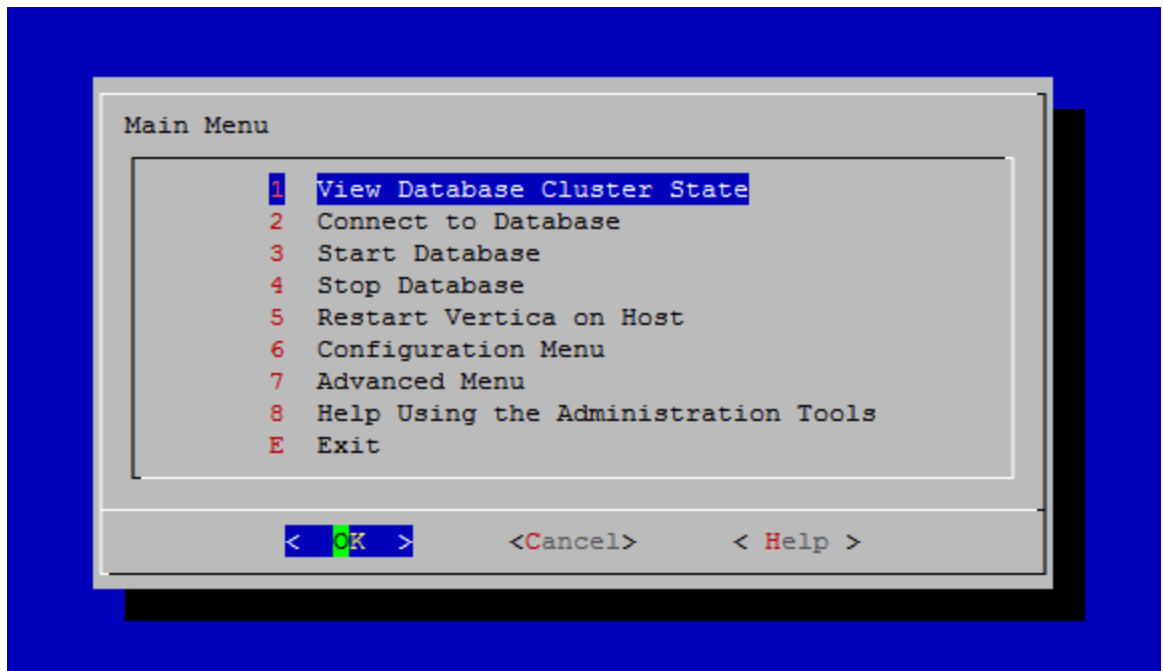 Main Menu
1 View Database Cluster State
2 Connect to Database
3 Start Database
4 Stop Database
5 Restart Vertica on Host
6 Configuration Menu
7 Advanced Menu
8 Help Using the Administration Tools
E Exit
< OK > <Cancel> < Help >